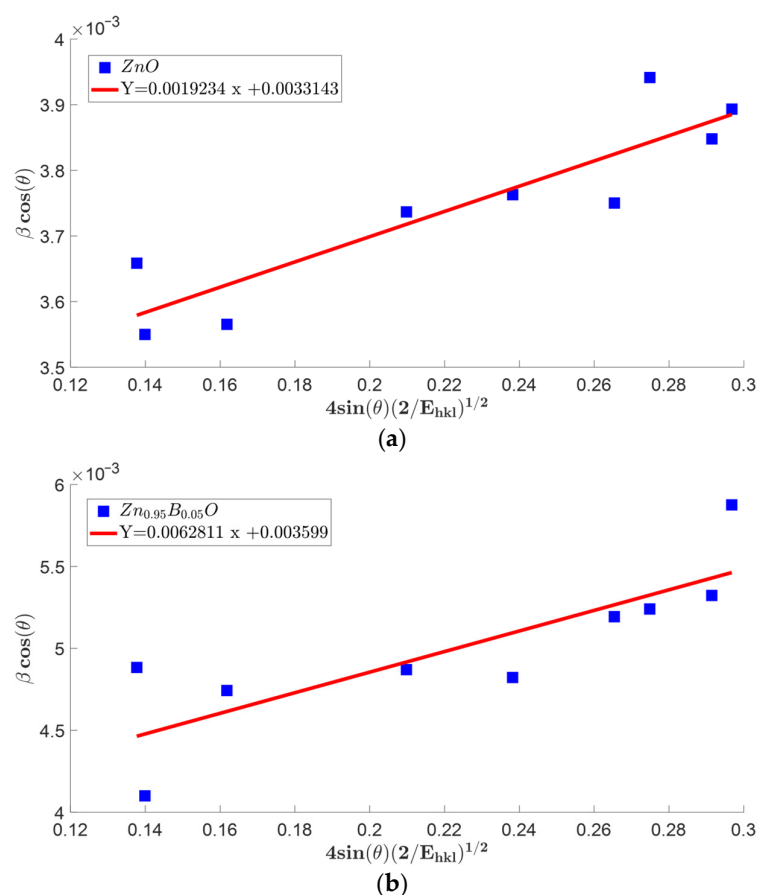 ×10⁻³
4
3.9
3.8
3.7
3.6
3.5
β cos(θ)
ZnO
Y=0.0019234 x +0.0033143
0.12 0.14 0.16 0.18 0.2 0.22 0.24 0.26 0.28 0.3
4sin(θ)(2/E_hkl)^1/2
(a)
×10⁻³
6
5.5
5
4.5
4
β cos(θ)
Zn₀.₉₅B₀.₀₅O
Y=0.0062811 x +0.003599
0.12 0.14 0.16 0.18 0.2 0.22 0.24 0.26 0.28 0.3
4sin(θ)(2/E_hkl)^1/2
(b)